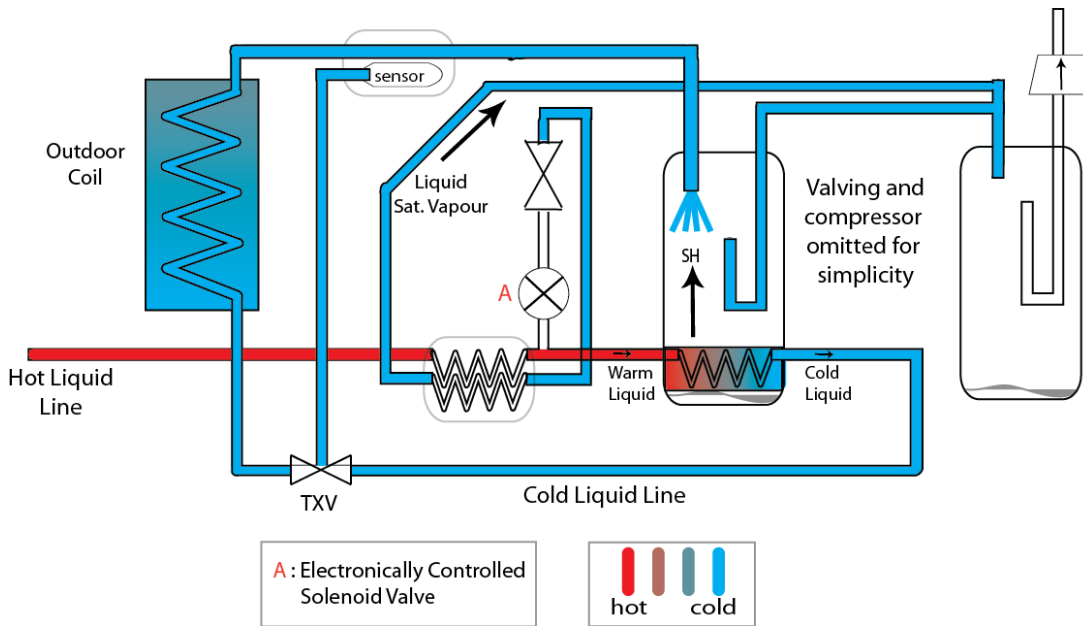 sensor
Outdoor
Coil
Liquid
Sat. Vapour
Valving and
compressor
omitted for
simplicity
SH
A
Hot Liquid
Line
Warm
Liquid
Cold
Liquid
TXV
Cold Liquid Line
A : Electronically Controlled
Solenoid Valve
hot cold